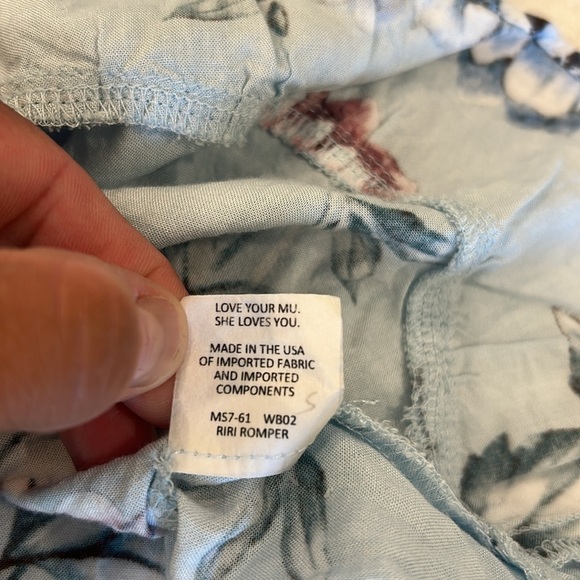 LOVE YOUR MU.
SHE LOVES YOU.
MADE IN THE USA
OF IMPORTED FABRIC
AND IMPORTED
COMPONENTS
S
MS7-61 WB02
RIRI ROMPER